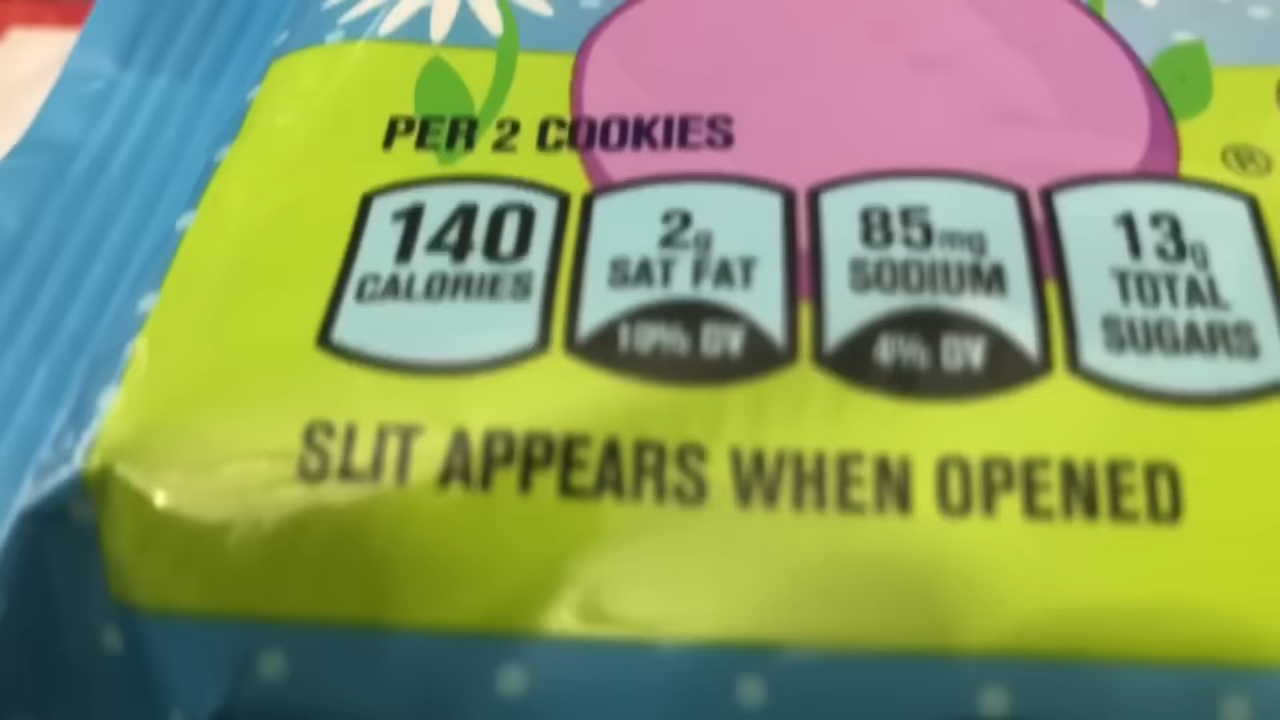 PER 2 COOKIES
140
CALORIES
2g
SAT FAT
10% DV
85mg
SODIUM
4% DV
13g
TOTAL
SUGARS
®
SLIT APPEARS WHEN OPENED